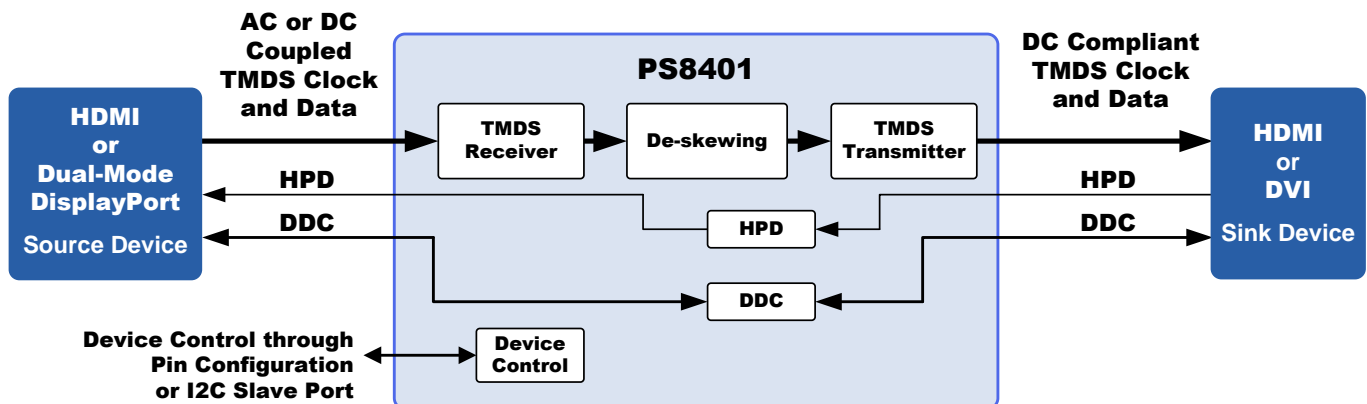 AC or DC
Coupled
TMDS Clock
and Data
PS8401
DC Compliant
TMDS Clock
and Data
HDMI
or
Dual-Mode
DisplayPort
Source Device
TMDS
Receiver
De-skewing
TMDS
Transmitter
HDMI
or
DVI
Sink Device
HPD
HPD
HPD
DDC
DDC
DDC
Device Control through
Pin Configuration
or I2C Slave Port
Device
Control